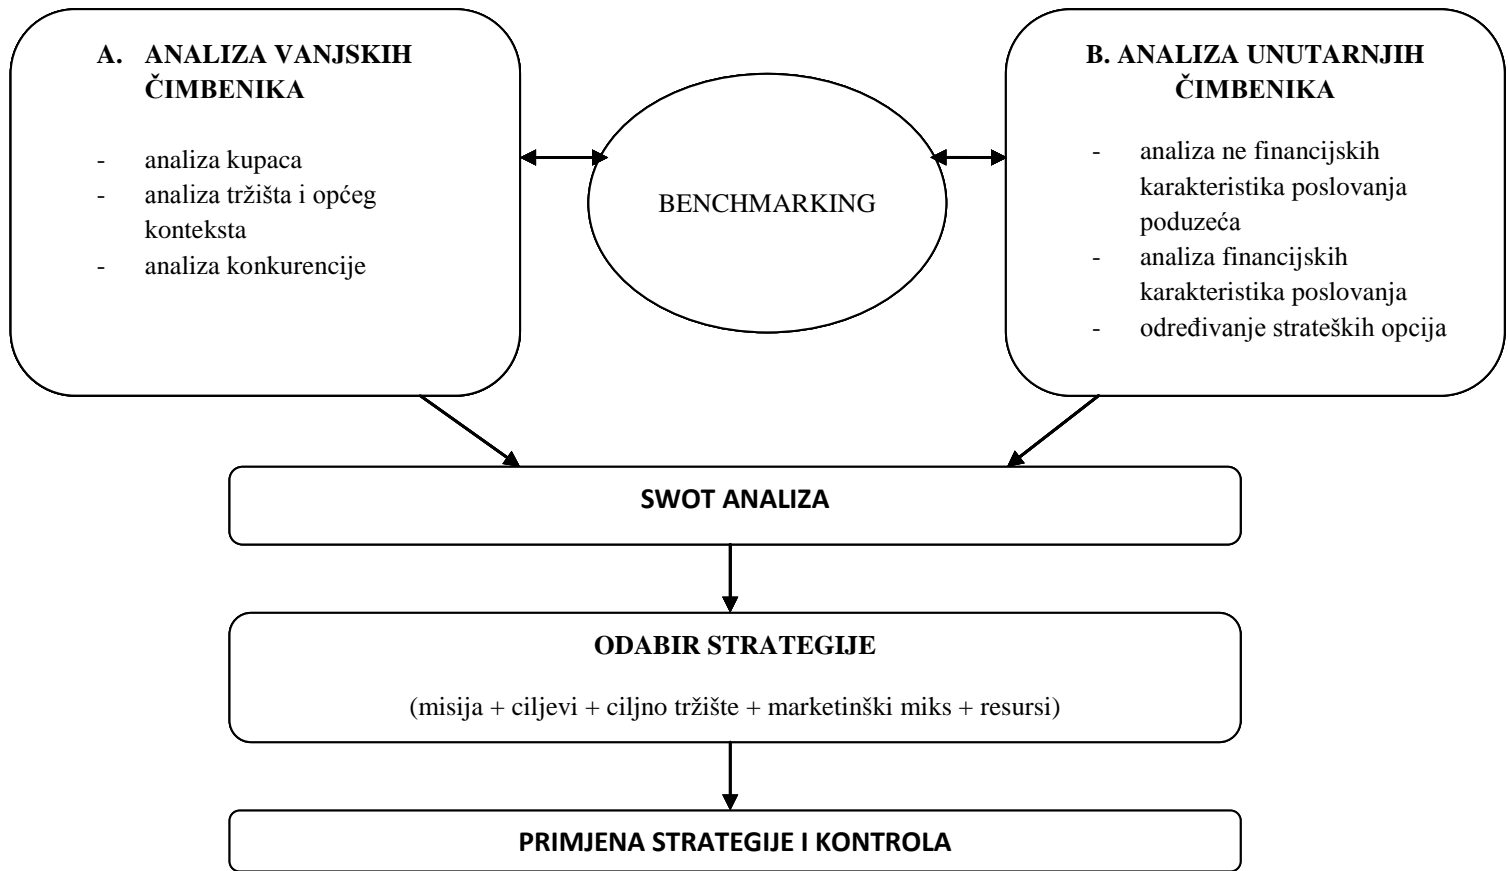 A. ANALIZA VANJSKIH
ČIMBENIKA
- analiza kupaca
- analiza tržišta i općeg
konteksta
- analiza konkurencije
BENCHMARKING
B. ANALIZA UNUTARNJIH
ČIMBENIKA
- analiza ne financijskih
karakteristika poslovanja
poduzeća
- analiza financijskih
karakteristika poslovanja
- određivanje strateških opcija
SWOT ANALIZA
ODABIR STRATEGIJE
(misija + ciljevi + ciljno tržište + marketinški miks + resursi)
PRIMJENA STRATEGIJE I KONTROLA